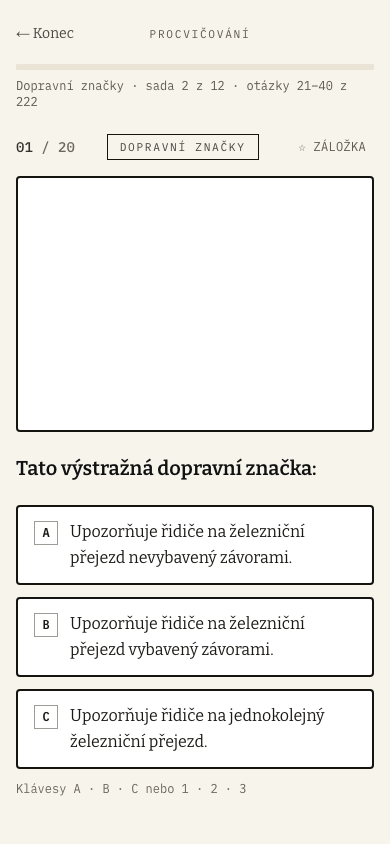 ← Konec
PROCVIČOVÁNÍ
Dopravní značky · sada 2 z 12 · otázky 21–40 z
222
01 / 20
DOPRAVNÍ ZNAČKY
☆ ZÁLOŽKA
Tato výstražná dopravní značka:
A
Upozorňuje řidiče na železniční
přejezd nevybavený závorami.
B
Upozorňuje řidiče na železniční
přejezd vybavený závorami.
C
Upozorňuje řidiče na jednokolejný
železniční přejezd.
Klávesy A · B · C nebo 1 · 2 · 3